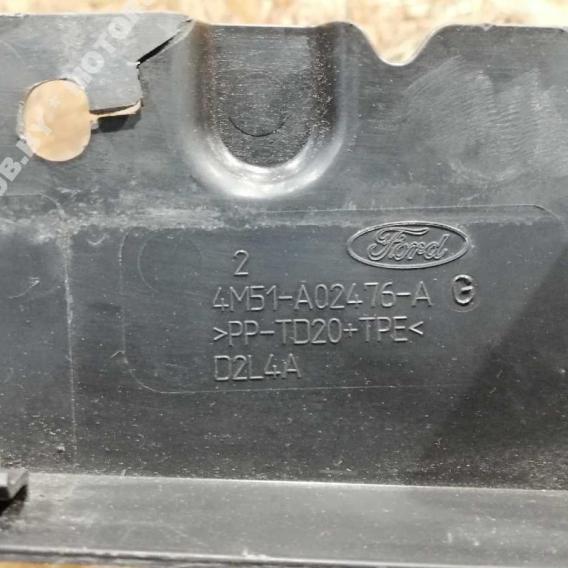 Ford
2
4M51-A02476-A G
>PP-TD20+TPE<
D2L4A